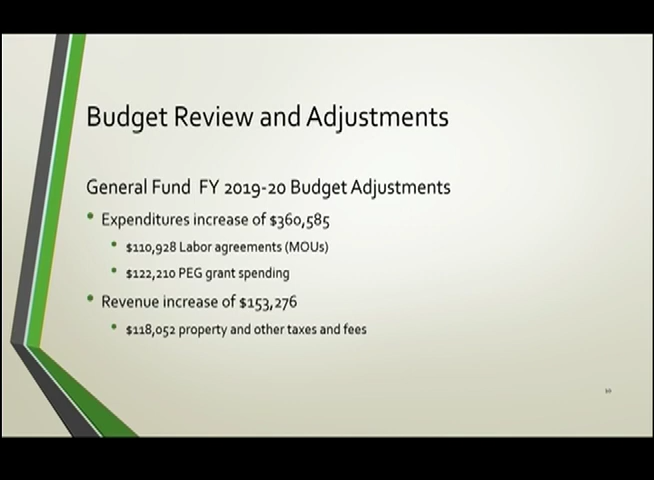 Budget Review and Adjustments
General Fund FY 2019-20 Budget Adjustments
• Expenditures increase of $360,585
• $110,928 Labor agreements (MOUs)
• $122,210 PEG grant spending
• Revenue increase of $153,276
• $118,052 property and other taxes and fees